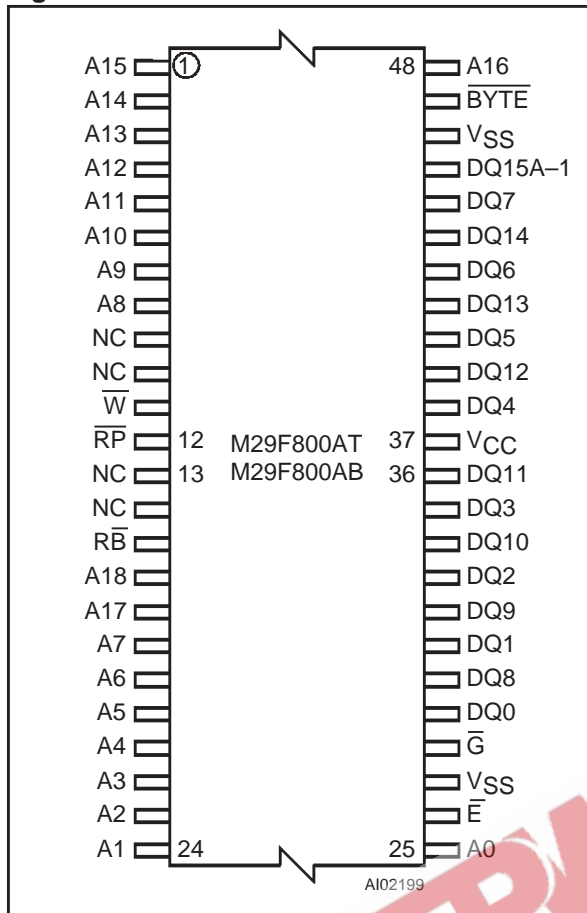 A15 1 48 A16
A14 B̅Y̅T̅E̅
A13 VSS
A12 DQ15A–1
A11 DQ7
A10 DQ14
A9 DQ6
A8 DQ13
NC DQ5
NC DQ12
W̅ DQ4
R̅P̅ 12 M29F800AT 37 VCC
NC 13 M29F800AB 36 DQ11
NC DQ3
RB̅ DQ10
A18 DQ2
A17 DQ9
A7 DQ1
A6 DQ8
A5 DQ0
A4 G̅
A3 VSS
A2 E̅
A1 24 25 A0
AI02199